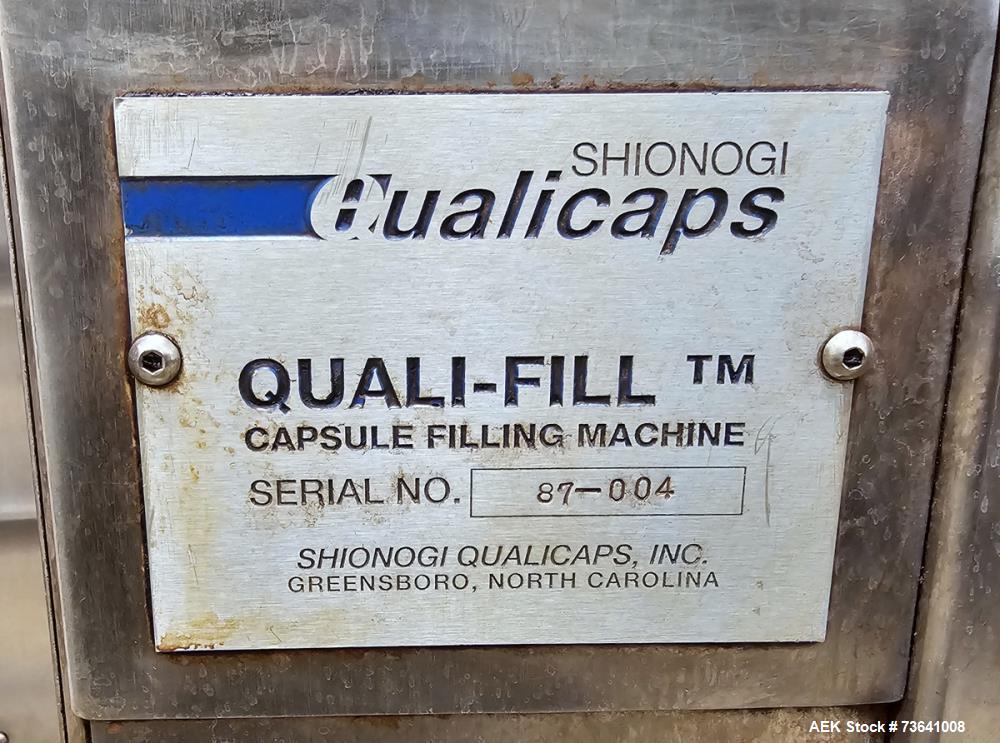 SHIONOGI
Qualicaps
QUALI-FILL ™
CAPSULE FILLING MACHINE
SERIAL NO. 87-004
SHIONOGI QUALICAPS, INC.
GREENSBORO, NORTH CAROLINA
AEK Stock # 73641008